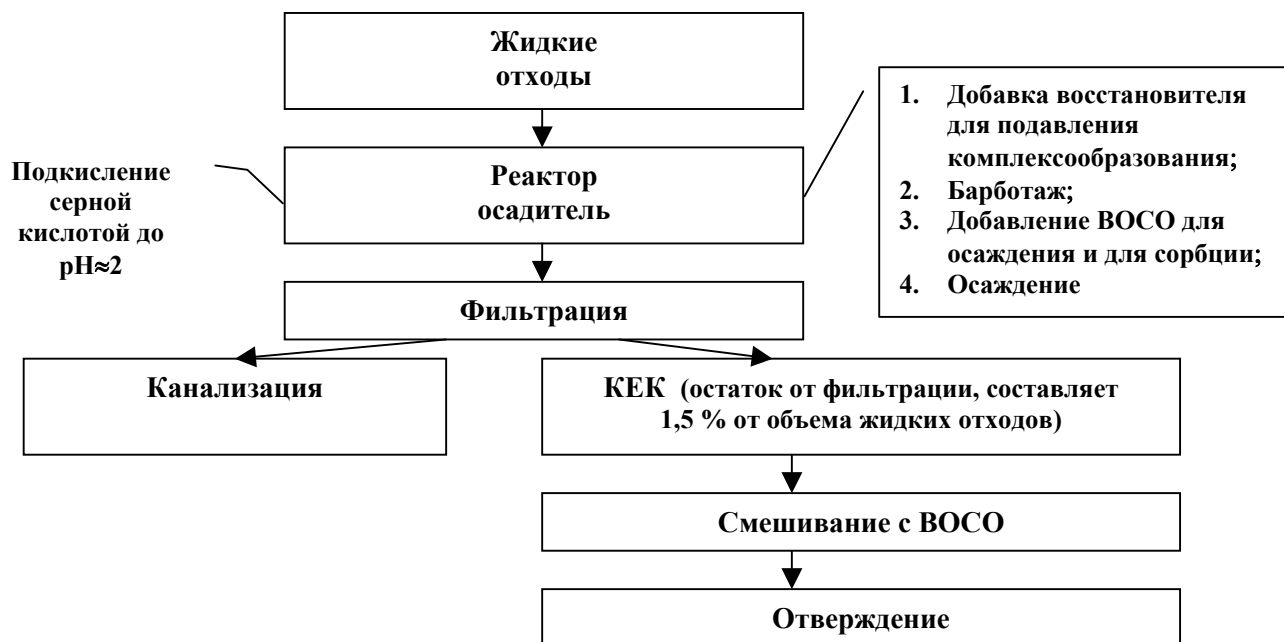 Жидкие
отходы
Подкисление
серной
кислотой до
pH≈2
Реактор
осадитель
1. Добавка восстановителя
для подавления
комплексообразования;
2. Барботаж;
3. Добавление ВОСО для
осаждения и для сорбции;
4. Осаждение
Фильтрация
Канализация
КЕК (остаток от фильтрации, составляет
1,5 % от объема жидких отходов)
Смешивание с ВОСО
Отверждение